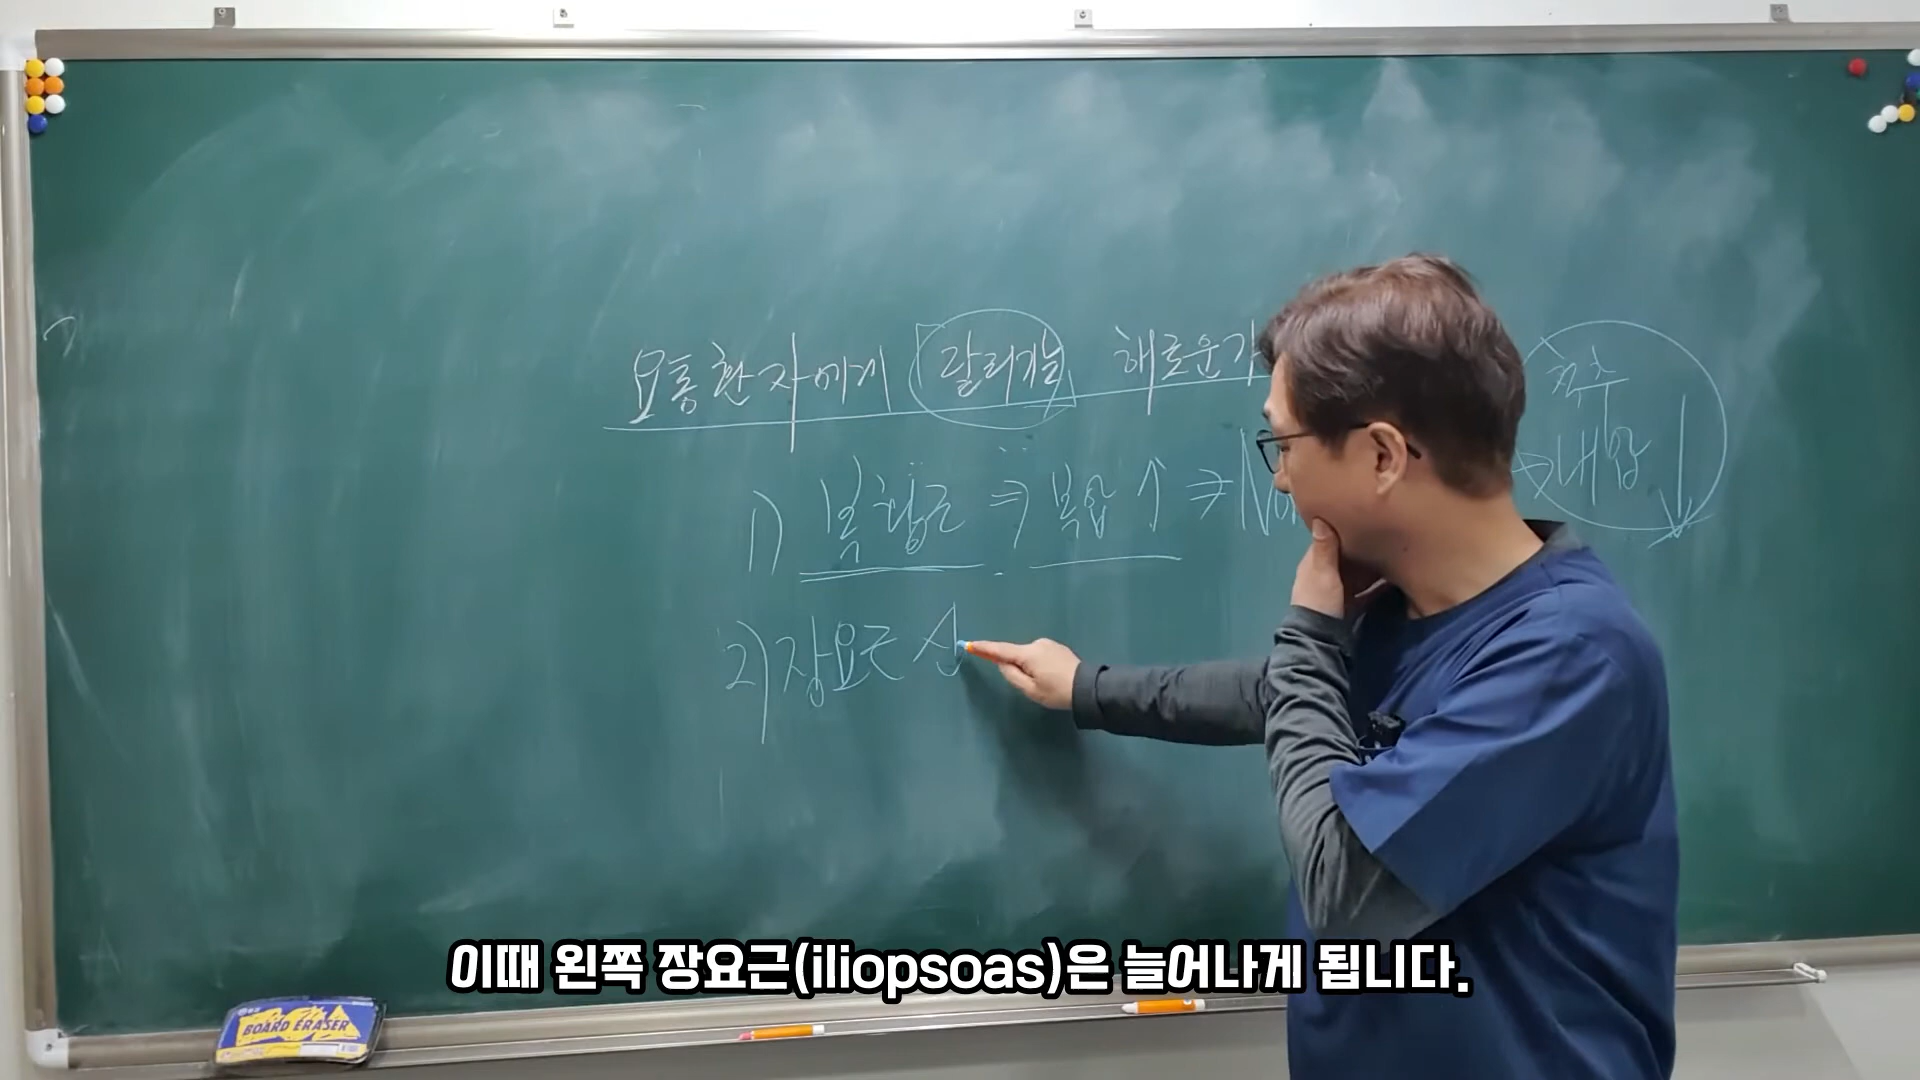 요통환자에게 「달리기는」 해로운가
척추
내압 ↓
1) 복횡근 ⇒ 복압 ↑ ⇒
2) 장요근
이때 왼쪽 장요근(iliopsoas)은 늘어나게 됩니다.
BOARD ERASER